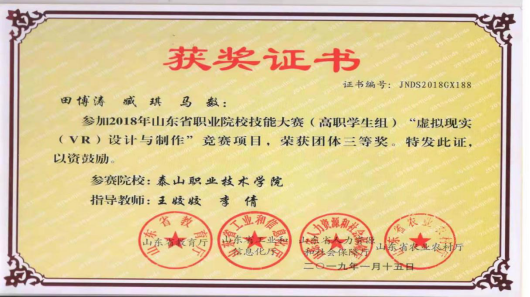 获奖证书
证书编号：JNDS2018GX188
田博涛 臧琪 马数：
参加2018年山东省职业院校技能大赛（高职学生组）“虚拟现实
（VR）设计与制作”竞赛项目，荣获团体三等奖。特发此证，
以资鼓励。
参赛院校：泰山职业技术学院
指导教师：王姣姣 李倩
山东省教育厅 山东省工业和信息化厅 山东省人力资源和社会保障厅 山东省农业农村厅
二〇一九年一月十五日